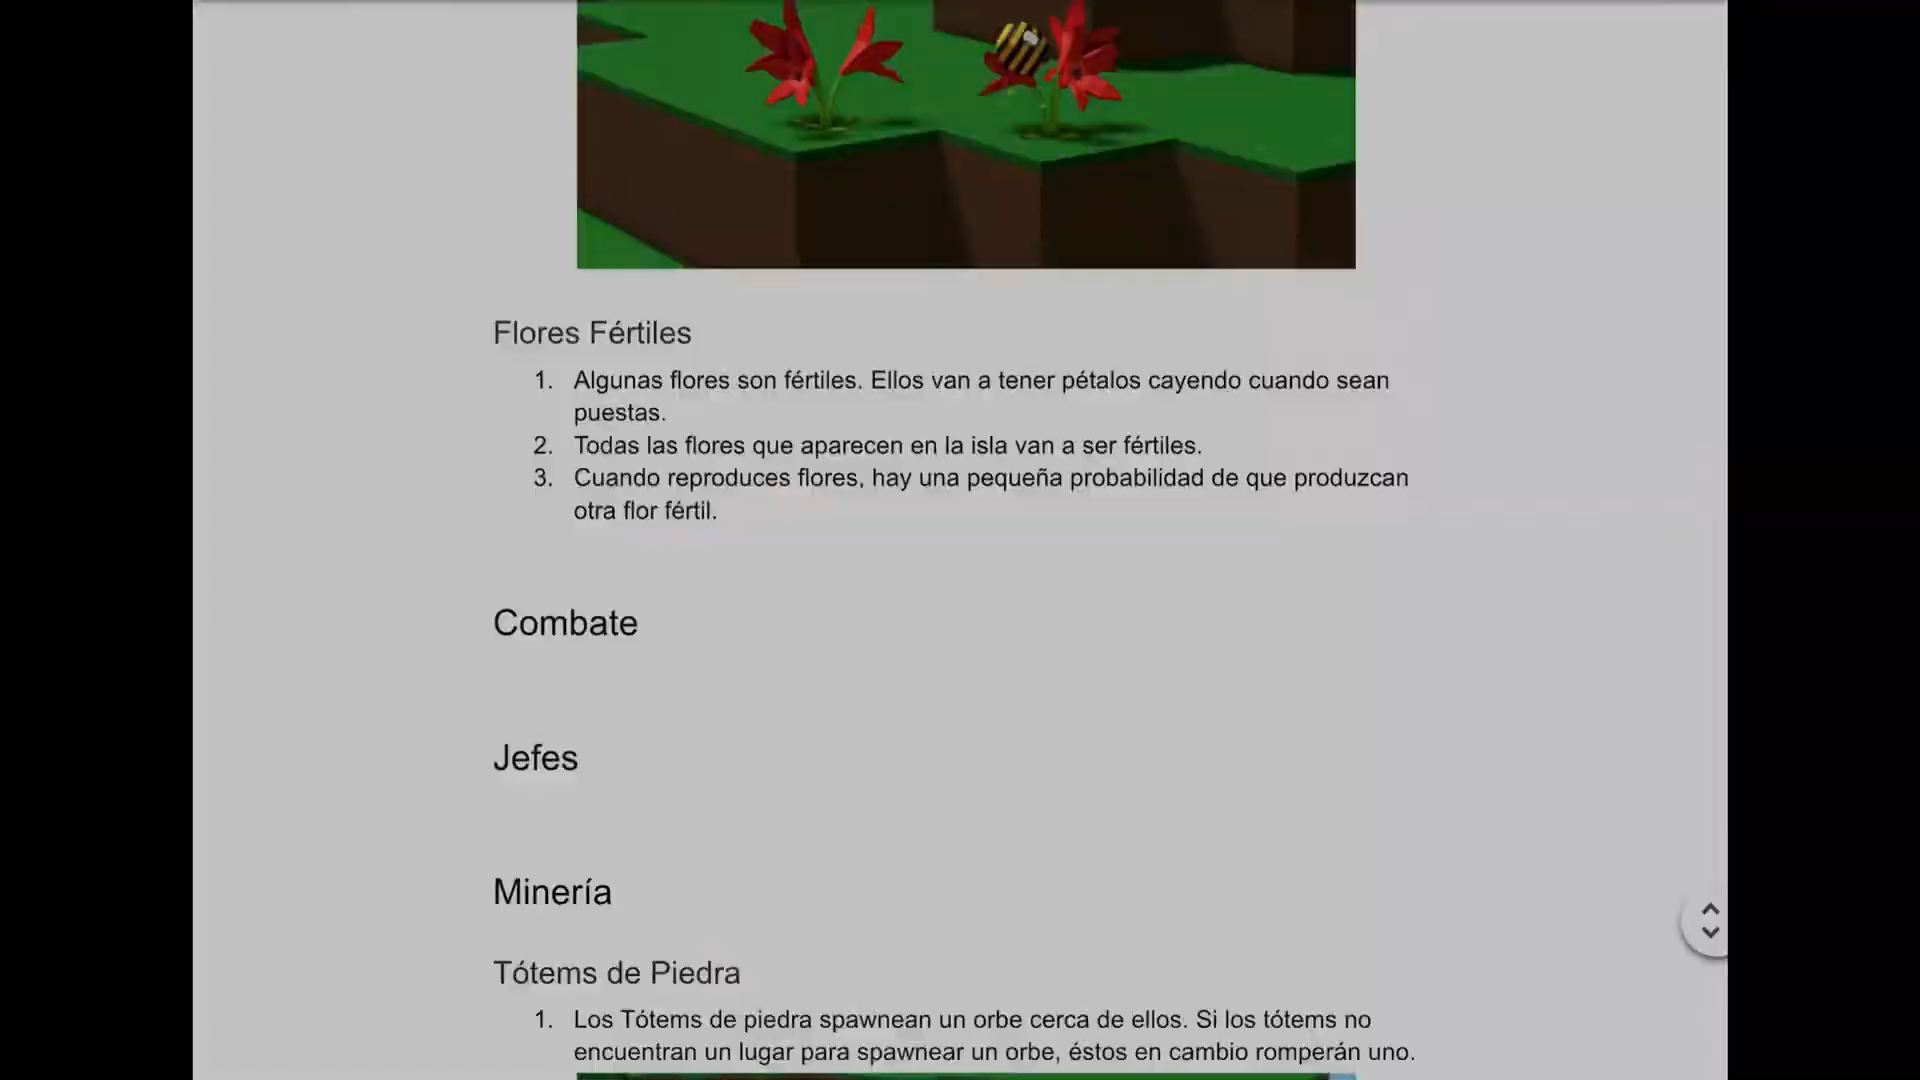 Flores Fértiles
1. Algunas flores son fértiles. Ellos van a tener pétalos cayendo cuando sean
puestas.
2. Todas las flores que aparecen en la isla van a ser fértiles.
3. Cuando reproduces flores, hay una pequeña probabilidad de que produzcan
otra flor fértil.
Combate
Jefes
Minería
Tótems de Piedra
1. Los Tótems de piedra spawnean un orbe cerca de ellos. Si los tótems no
encuentran un lugar para spawnear un orbe, éstos en cambio romperán uno.